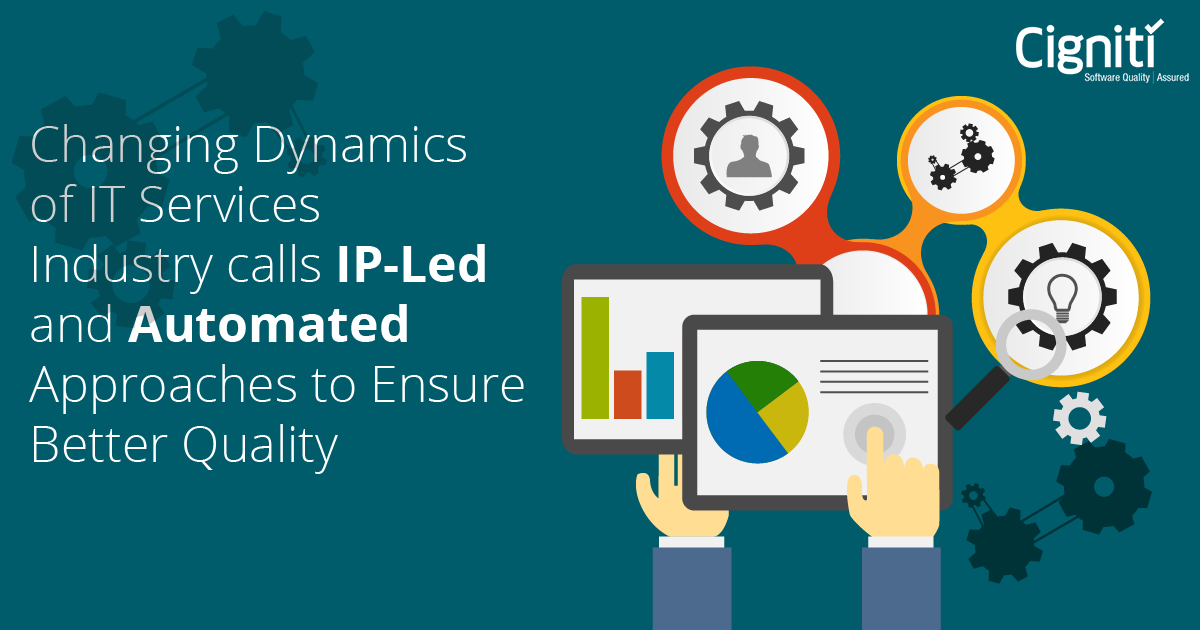 Cigniti
Software Quality | Assured
Changing Dynamics
of IT Services
Industry calls IP-Led
and Automated
Approaches to Ensure
Better Quality